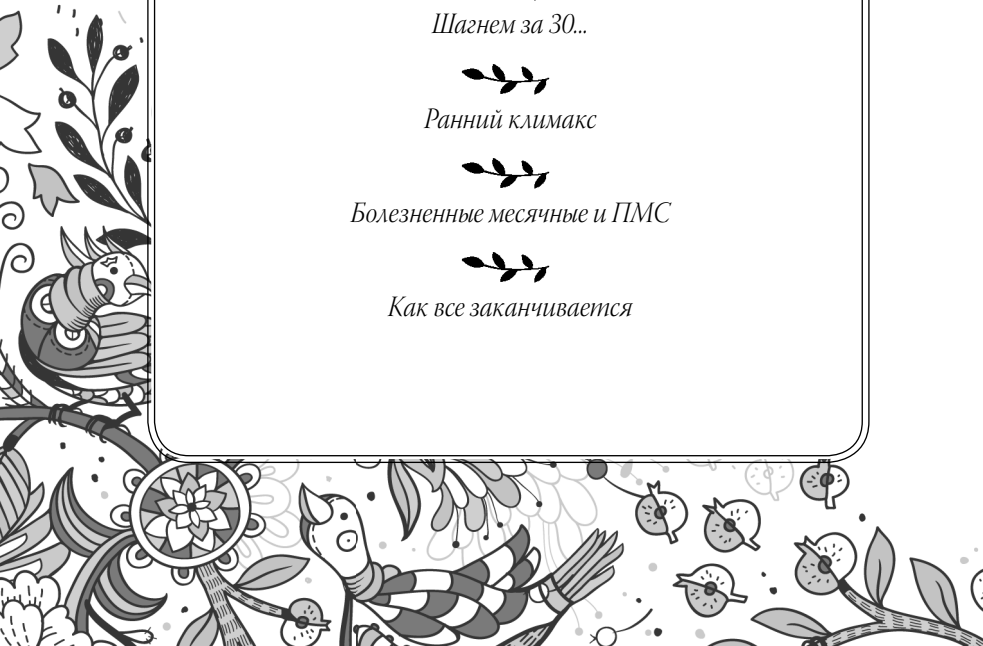 Шагнем за 30...
Ранний климакс
Болезненные месячные и ПМС
Как все заканчивается